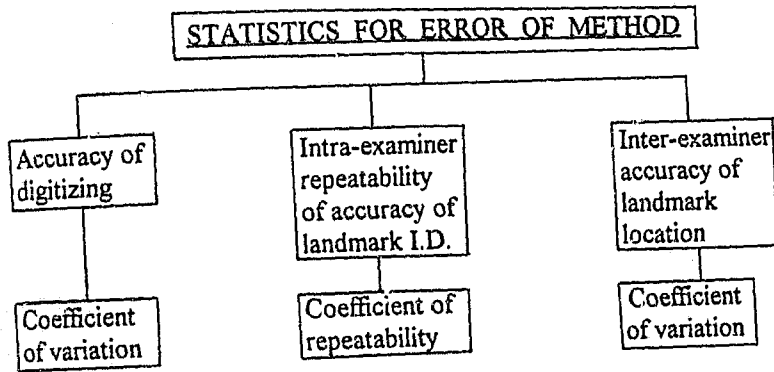 STATISTICS FOR ERROR OF METHOD
Accuracy of
digitizing
Intra-examiner
repeatability
of accuracy of
landmark I.D.
Inter-examiner
accuracy of
landmark
location
Coefficient
of variation
Coefficient of
repeatability
Coefficient
of variation